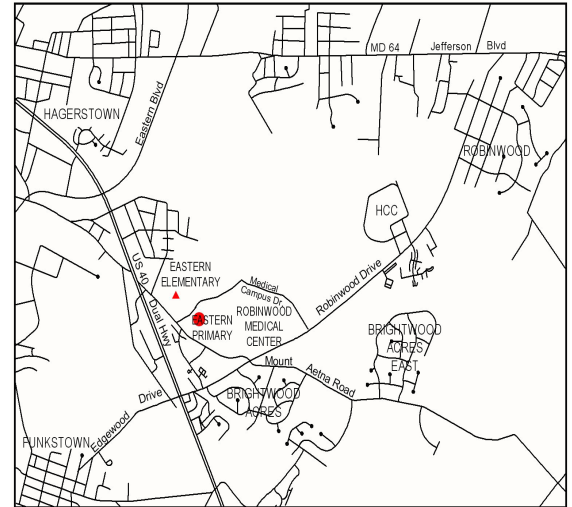 MD 64 Jefferson Blvd
HAGERSTOWN
Eastern Blvd
ROBINWOOD
HCC
US 40 Dual Hwy
EASTERN
ELEMENTARY
Medical
Campus Dr.
Robinwood Drive
EASTERN
PRIMARY
ROBINWOOD
MEDICAL
CENTER
BRIGHTWOOD
ACRES
EAST
Mount Aetna Road
Edgewood Drive
BRIGHTWOOD
ACRES
FUNKSTOWN